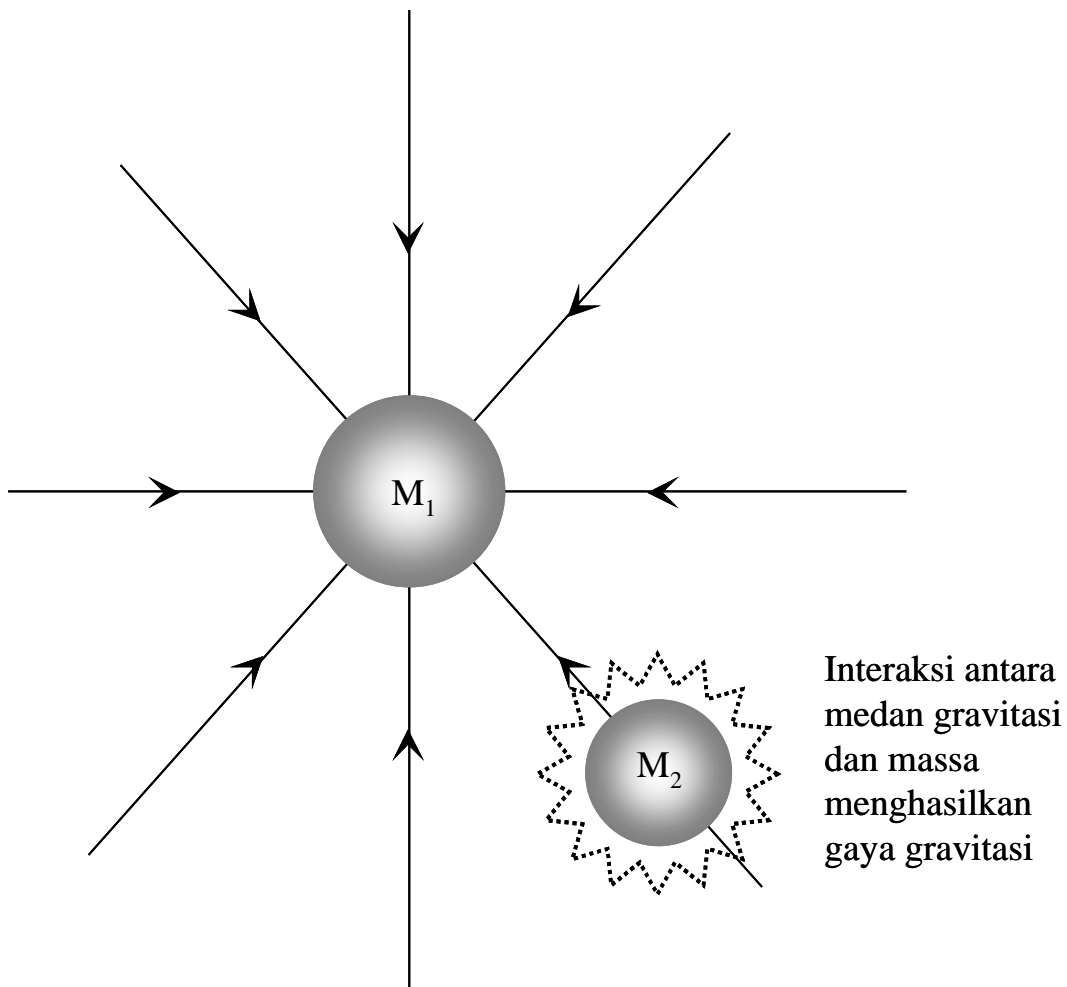 M₁
M₂
Interaksi antara
medan gravitasi
dan massa
menghasilkan
gaya gravitasi